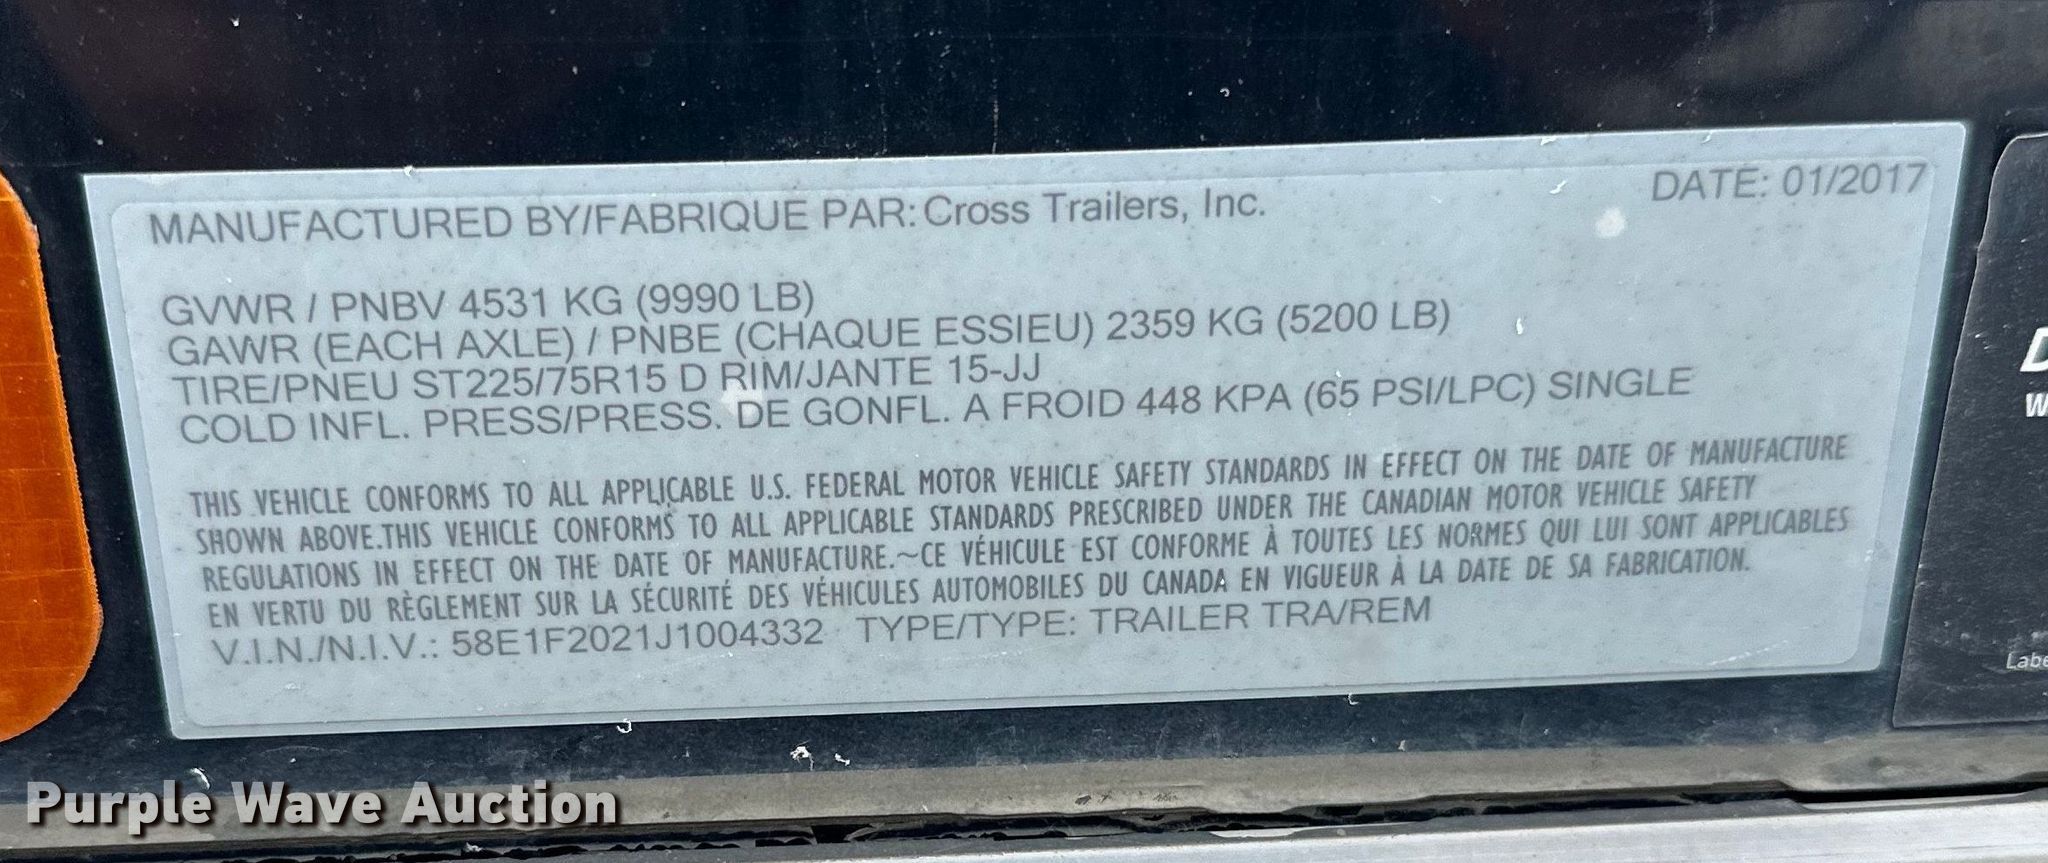 MANUFACTURED BY/FABRIQUE PAR: Cross Trailers, Inc. DATE: 01/2017
GVWR / PNBV 4531 KG (9990 LB)
GAWR (EACH AXLE) / PNBE (CHAQUE ESSIEU) 2359 KG (5200 LB)
TIRE/PNEU ST225/75R15 D RIM/JANTE 15-JJ
COLD INFL. PRESS/PRESS. DE GONFL. A FROID 448 KPA (65 PSI/LPC) SINGLE
THIS VEHICLE CONFORMS TO ALL APPLICABLE U.S. FEDERAL MOTOR VEHICLE SAFETY STANDARDS IN EFFECT ON THE DATE OF MANUFACTURE
SHOWN ABOVE.THIS VEHICLE CONFORMS TO ALL APPLICABLE STANDARDS PRESCRIBED UNDER THE CANADIAN MOTOR VEHICLE SAFETY
REGULATIONS IN EFFECT ON THE DATE OF MANUFACTURE.~CE VÉHICULE EST CONFORME À TOUTES LES NORMES QUI LUI SONT APPLICABLES
EN VERTU DU RÈGLEMENT SUR LA SÉCURITÉ DES VÉHICULES AUTOMOBILES DU CANADA EN VIGUEUR À LA DATE DE SA FABRICATION.
V.I.N./N.I.V.: 58E1F2021J1004332 TYPE/TYPE: TRAILER TRA/REM
Purple Wave Auction